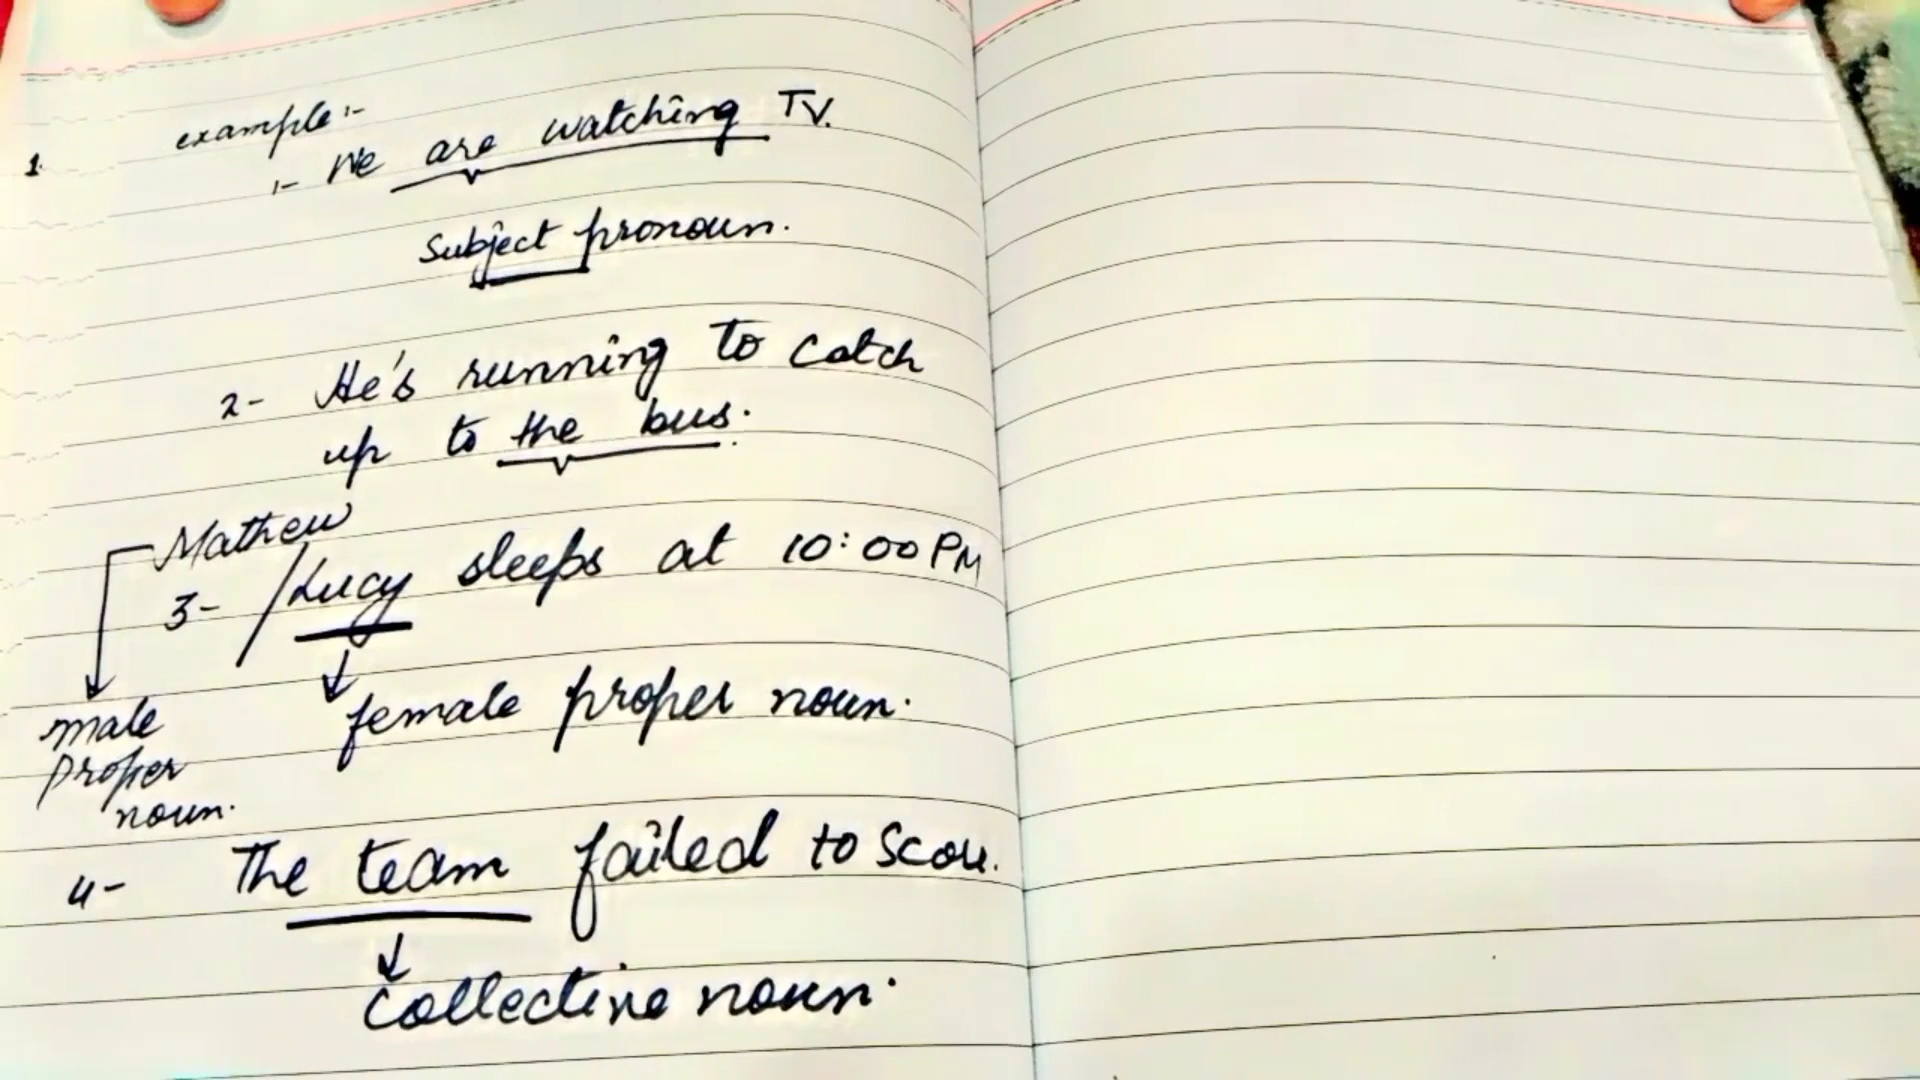 1.
example:-
:- We are watching TV.
Subject pronoun.
2- He's running to catch
up to the bus.
Mathew
3- /Lucy sleeps at 10:00 PM
female proper noun.
male
proper
noun.
4- The team failed to score.
Collective noun.